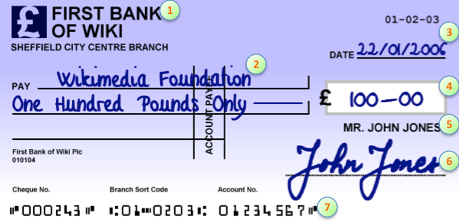 £ FIRST BANK 1
OF WIKI
SHEFFIELD CITY CENTRE BRANCH
01-02-03
3
DATE 22/01/2006
PAY Wikimedia Foundation 2
One Hundred Pounds Only
ACCOUNT PAYEE
£ 100—00 4
MR. JOHN JONES 5
First Bank of Wiki Plc
010104
John Jones 6
Cheque No. Branch Sort Code Account No.
⑈000243⑈ ⑆01⑉0203⑆ 01234567⑈ 7